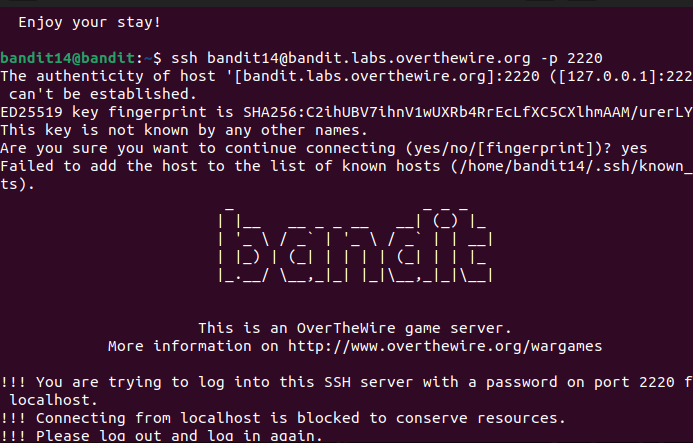 Enjoy your stay!
bandit14@bandit:~$ ssh bandit14@bandit.labs.overthewire.org -p 2220
The authenticity of host '[bandit.labs.overthewire.org]:2220 ([127.0.0.1]:222
can't be established.
ED25519 key fingerprint is SHA256:C2ihUBV7ihnV1wUXRb4RrEcLfXC5CXlhmAAM/urerLY
This key is not known by any other names.
Are you sure you want to continue connecting (yes/no/[fingerprint])? yes
Failed to add the host to the list of known hosts (/home/bandit14/.ssh/known_
ts).
bandit
This is an OverTheWire game server.
More information on http://www.overthewire.org/wargames
!!! You are trying to log into this SSH server with a password on port 2220 f
localhost.
!!! Connecting from localhost is blocked to conserve resources.
!!! Please log out and log in again.